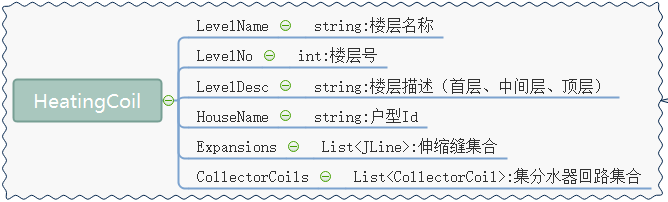 LevelName string:楼层名称
LevelNo int:楼层号
LevelDesc string:楼层描述（首层、中间层、顶层）
HeatingCoil
HouseName string:户型Id
Expansions List<JLine>:伸缩缝集合
CollectorCoils List<CollectorCoil>:集分水器回路集合